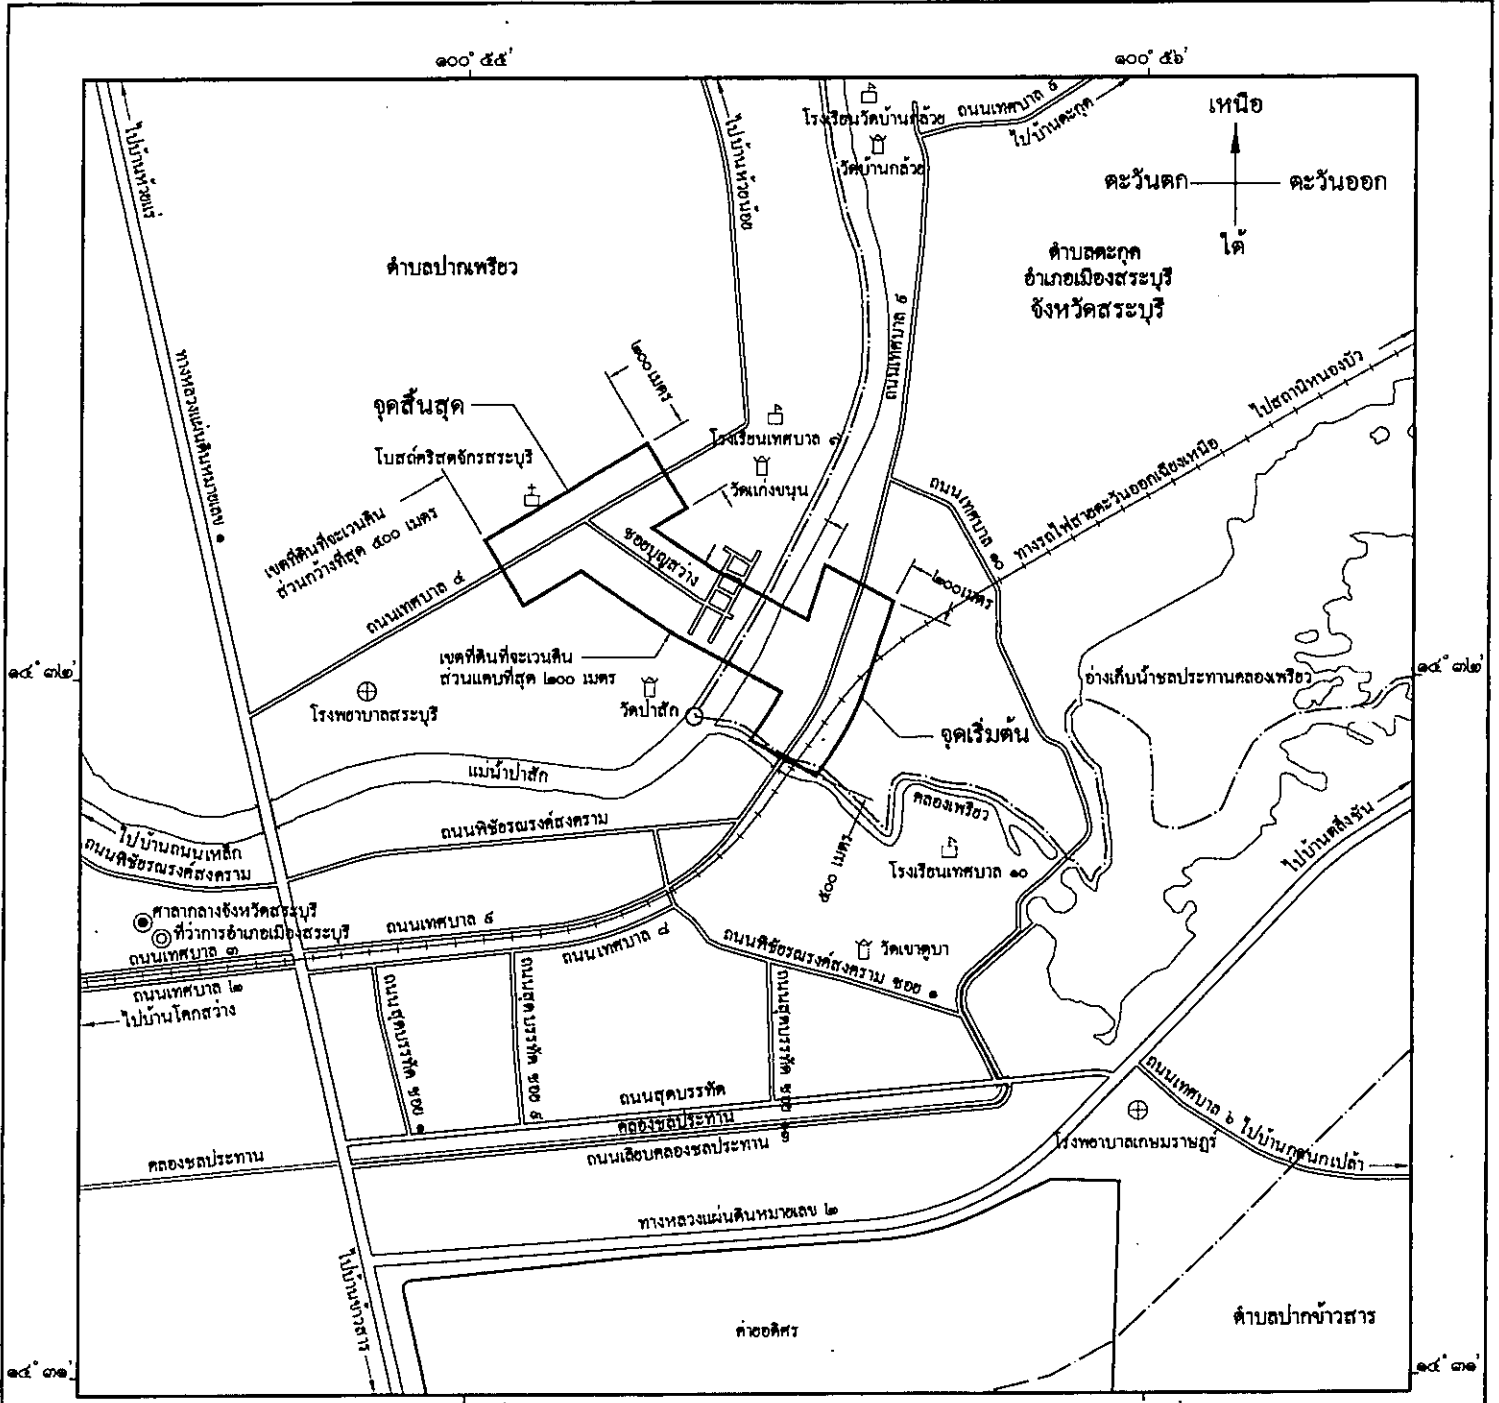 ๑๐๐° ๕๕'
๑๐๐° ๕๖'
เหนือ
ตะวันตก
ตะวันออก
ใต้
ไปบ้านห้วยแร่
ไปบ้านห้วยน้อย
โรงเรียนวัดบ้านกล้วย
วัดบ้านกล้วย
ถนนเทศบาล ๕
ไปบ้านตะกุด
ตำบลปากเพรียว
ตำบลตะกุด
อำเภอเมืองสระบุรี
จังหวัดสระบุรี
ทางหลวงแผ่นดินหมายเลข ๑
๒๐๐ เมตร
จุดสิ้นสุด
โบสถ์คริสตจักรสระบุรี
โรงเรียนเทศบาล ๗
วัดแก่งขนุน
ไปสถานีหนองบัว
ถนนเทศบาล ๑๐
ทางรถไฟสายตะวันออกเฉียงเหนือ
เขตที่ดินที่จะเวนคืน
ส่วนกว้างที่สุด ๕๐๐ เมตร
ซอยบุญสว่าง
ถนนเทศบาล ๔
๒๐๐ เมตร
เขตที่ดินที่จะเวนคืน
ส่วนแคบที่สุด ๒๐๐ เมตร
๑๔° ๓๒'
๑๔° ๓๒'
อ่างเก็บน้ำชลประทานคลองเพรียว
โรงพยาบาลสระบุรี
วัดป่าสัก
จุดเริ่มต้น
แม่น้ำป่าสัก
คลองเพรียว
ถนนพิชัยรณรงค์สงคราม
ไปบ้านถนนเหล็ก
ถนนพิชัยรณรงค์สงคราม
ไปบ้านตลิ่งชัน
๕๐๐ เมตร
โรงเรียนเทศบาล ๑๐
ศาลากลางจังหวัดสระบุรี
ที่ว่าการอำเภอเมืองสระบุรี
ถนนเทศบาล ๘
วัดเขาคูบา
ถนนพิชัยรณรงค์สงคราม ซอย ๑
ถนนเทศบาล ๓
ถนนเทศบาล ๒
ไปบ้านโคกสว่าง
ถนนสุดบรรทัด ซอย ๑
ถนนสุดบรรทัด
คลองชลประทาน
ถนนเลียบคลองชลประทาน
คลองชลประทาน
ถนนเทศบาล ๖ ไปบ้านกุดนกเปล้า
โรงพยาบาลเกษมราษฎร์
ทางหลวงแผ่นดินหมายเลข ๒
ไปบ้านข้าวสาร
ค่ายอดิศร
ตำบลปากข้าวสาร
๑๔° ๓๑'
๑๔° ๓๑'